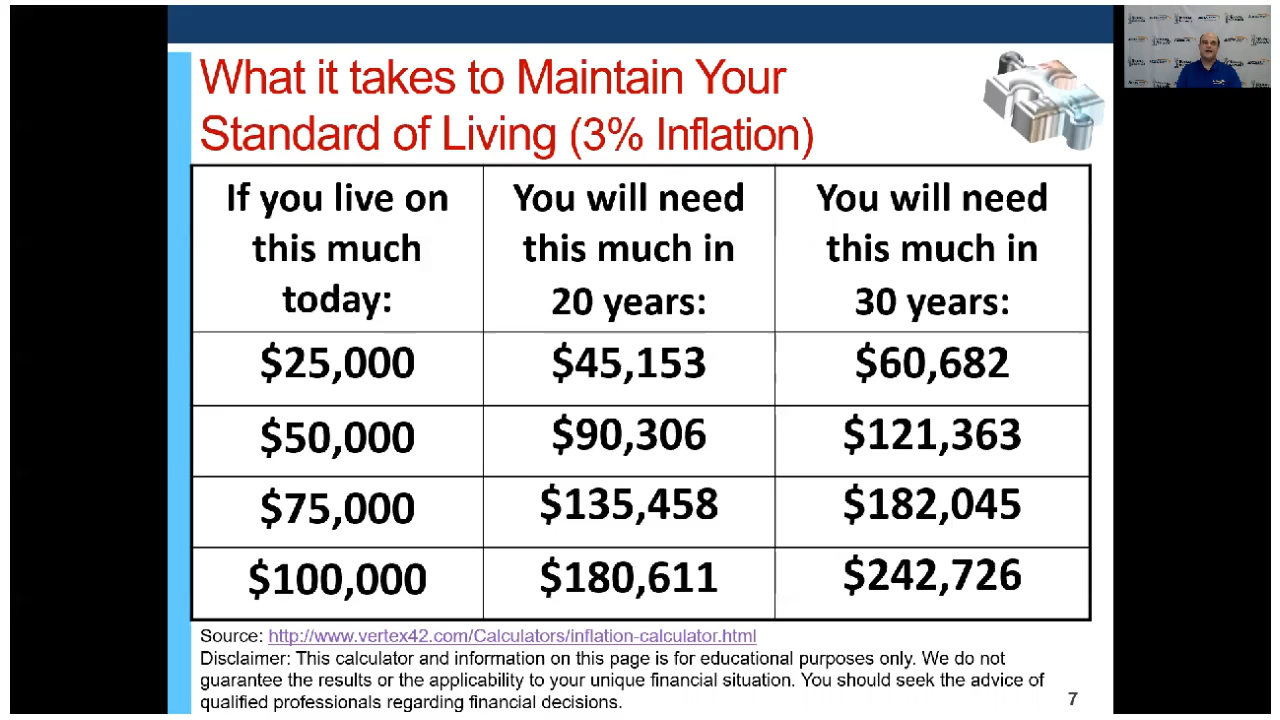 What it takes to Maintain Your
Standard of Living (3% Inflation)
If you live on
this much
today:
You will need
this much in
20 years:
You will need
this much in
30 years:
$25,000
$45,153
$60,682
$50,000
$90,306
$121,363
$75,000
$135,458
$182,045
$100,000
$180,611
$242,726
Source: http://www.vertex42.com/Calculators/inflation-calculator.html
Disclaimer: This calculator and information on this page is for educational purposes only. We do not
guarantee the results or the applicability to your unique financial situation. You should seek the advice of
qualified professionals regarding financial decisions.
7